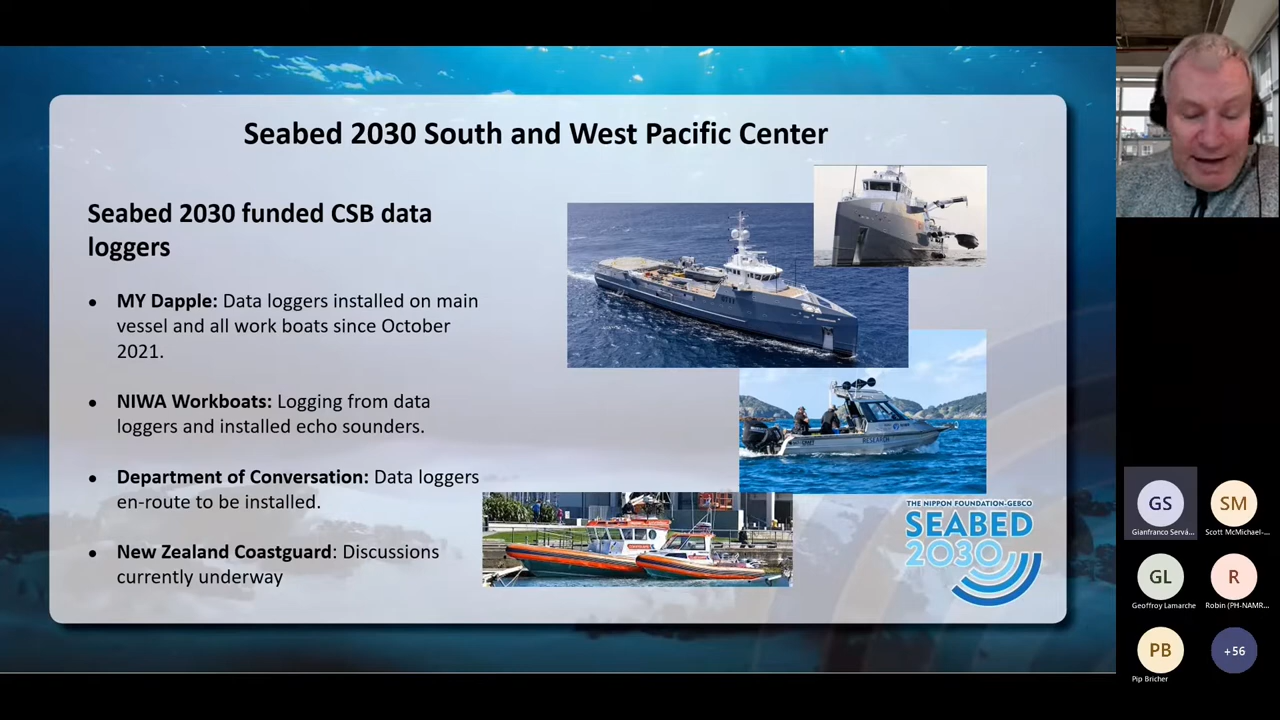 Seabed 2030 South and West Pacific Center
Seabed 2030 funded CSB data
loggers
• MY Dapple: Data loggers installed on main
vessel and all work boats since October
2021.
• NIWA Workboats: Logging from data
loggers and installed echo sounders.
• Department of Conversation: Data loggers
en-route to be installed.
• New Zealand Coastguard: Discussions
currently underway
RESEARCH
THE NIPPON FOUNDATION-GEBCO
SEABED
2030
GS
Gianfranco Servá...
SM
Scott McMichael-...
GL
Geoffroy Lamarche
R
Robin (PH-NAMR...
PB
Pip Bricher
+56